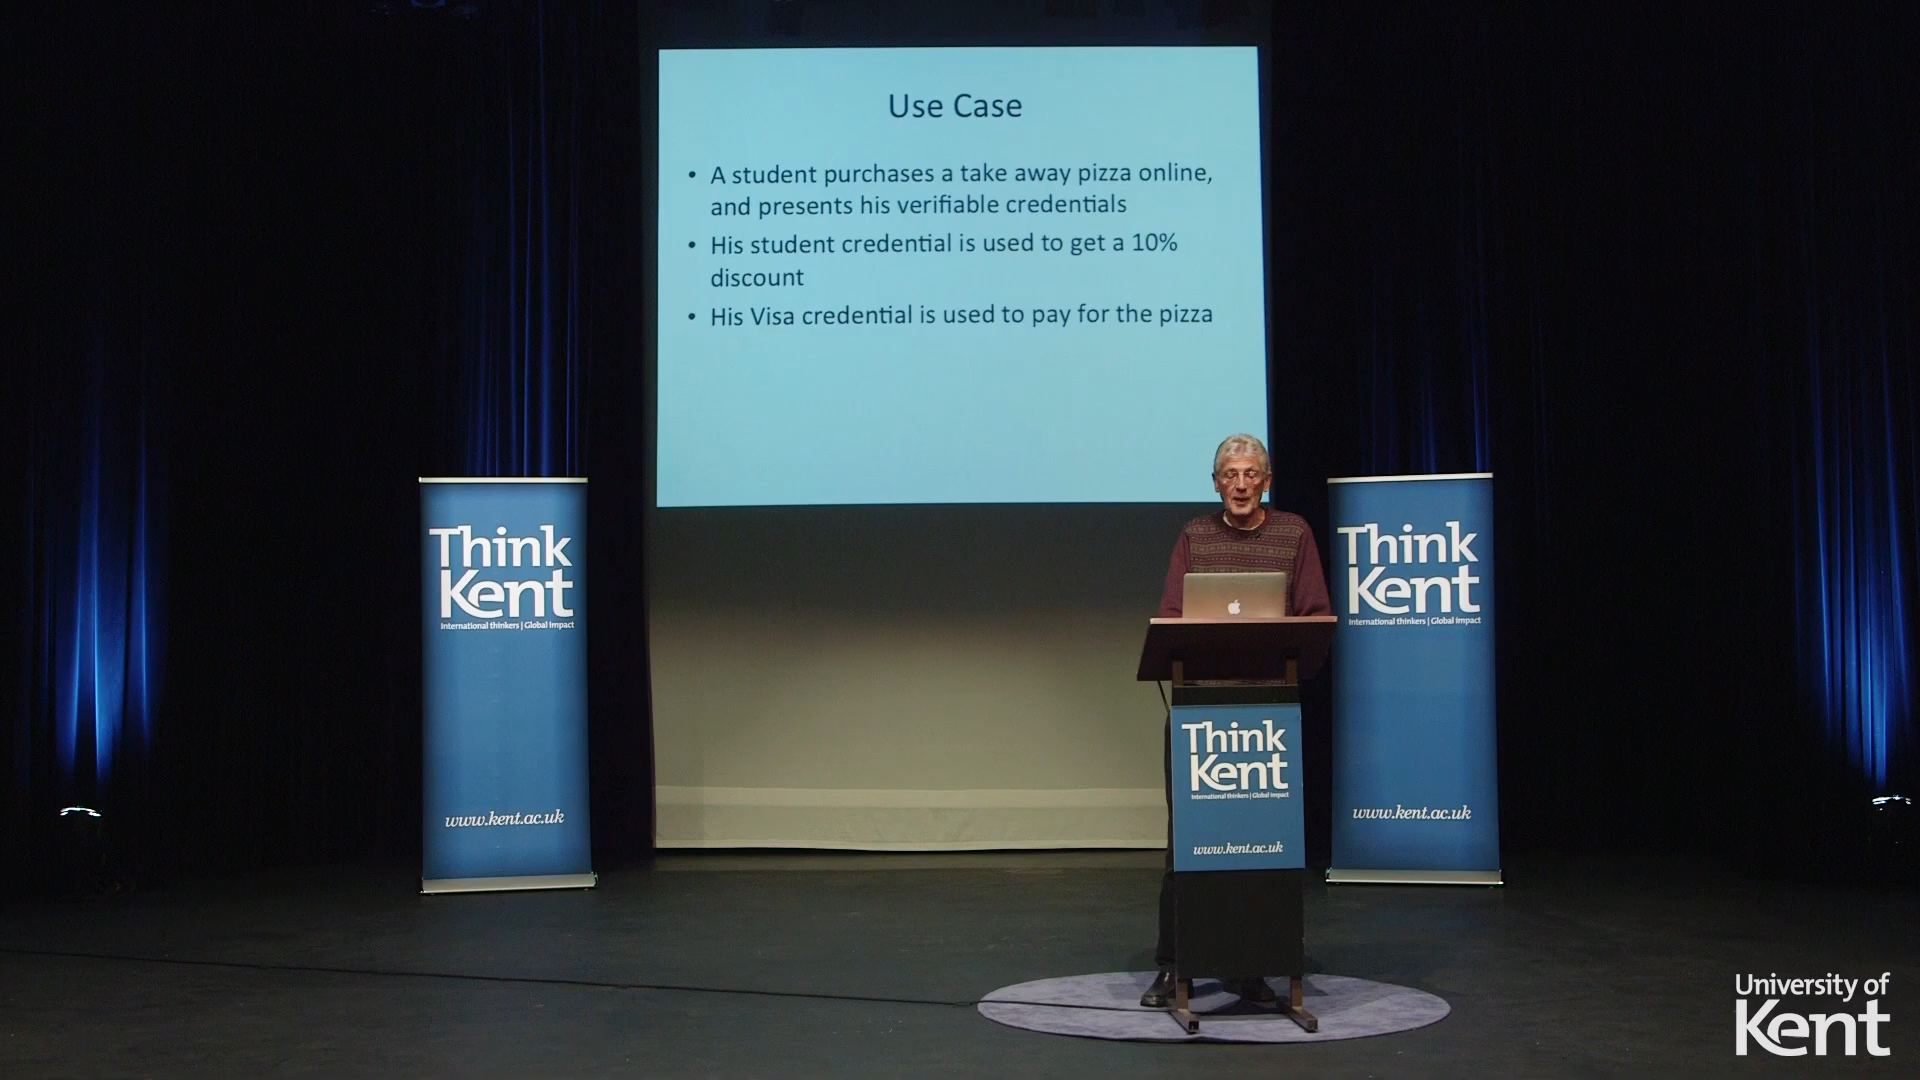 Use Case
• A student purchases a take away pizza online,
and presents his verifiable credentials
• His student credential is used to get a 10%
discount
• His Visa credential is used to pay for the pizza
Think
Kent
International thinkers | Global impact
www.kent.ac.uk
Think
Kent
International thinkers | Global impact
www.kent.ac.uk
Think
Kent
International thinkers | Global impact
www.kent.ac.uk
University of
Kent